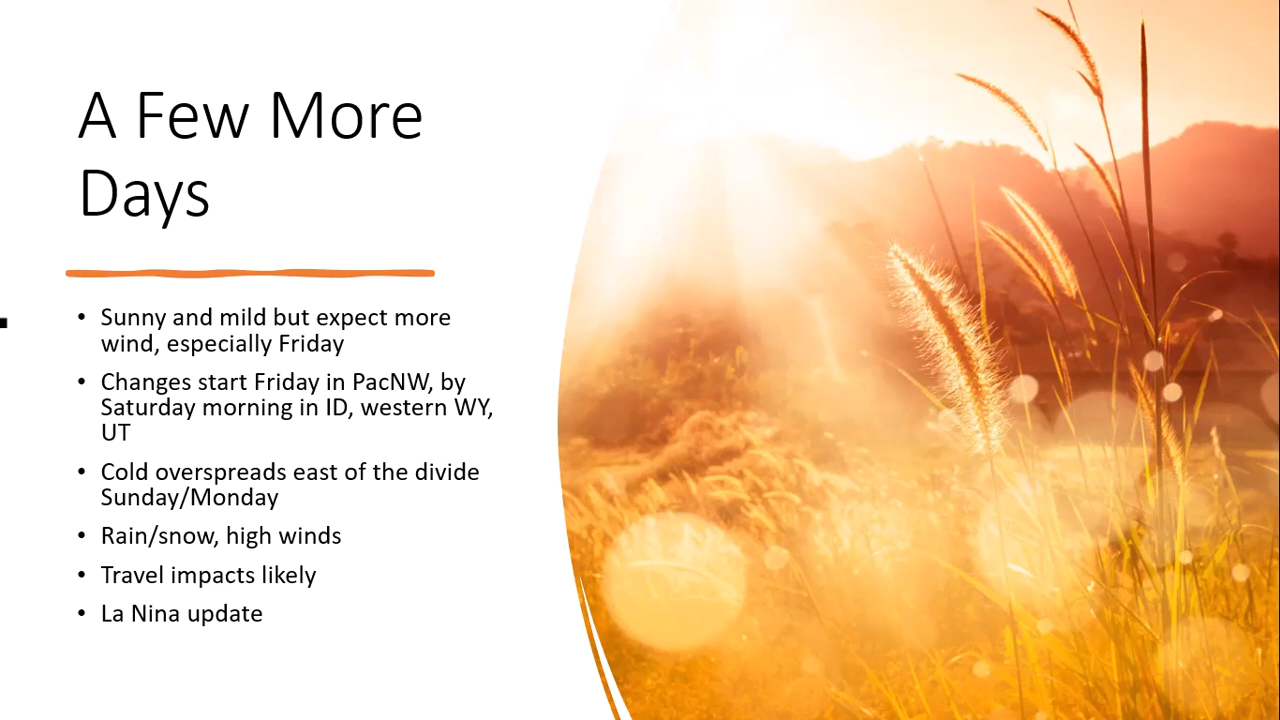 A Few More
Days
• Sunny and mild but expect more
wind, especially Friday
• Changes start Friday in PacNW, by
Saturday morning in ID, western WY,
UT
• Cold overspreads east of the divide
Sunday/Monday
• Rain/snow, high winds
• Travel impacts likely
• La Nina update